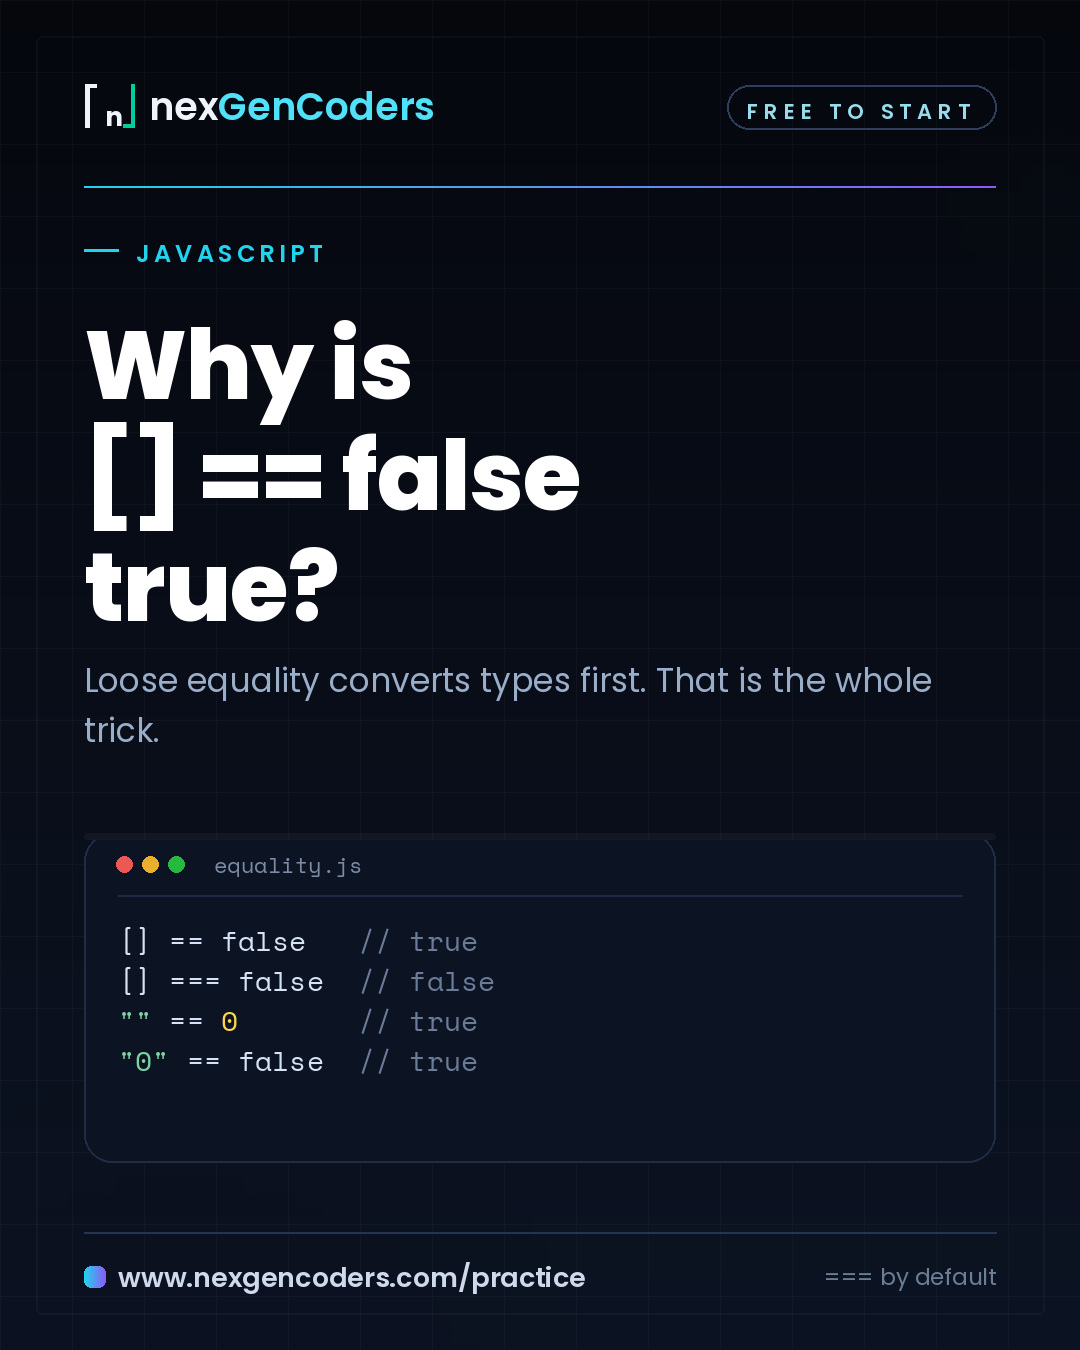 n nexGenCoders
FREE TO START
JAVASCRIPT
Why is
[] == false
true?
Loose equality converts types first. That is the whole
trick.
equality.js
[] == false // true
[] === false // false
"" == 0 // true
"0" == false // true
www.nexgencoders.com/practice
=== by default